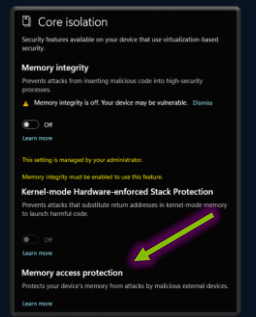 Core isolation
Security features available on your device that use virtualization-based
security.
Memory integrity
Prevents attacks from inserting malicious code into high-security
processes.
Memory integrity is off. Your device may be vulnerable. Dismiss
Off
Learn more
This setting is managed by your administrator.
Memory integrity must be enabled to use this feature.
Kernel-mode Hardware-enforced Stack Protection
Prevents attacks that substitute return addresses in kernel-mode memory
to launch harmful code.
Off
Learn more
Memory access protection
Protects your device's memory from attacks by malicious external devices.
Learn more